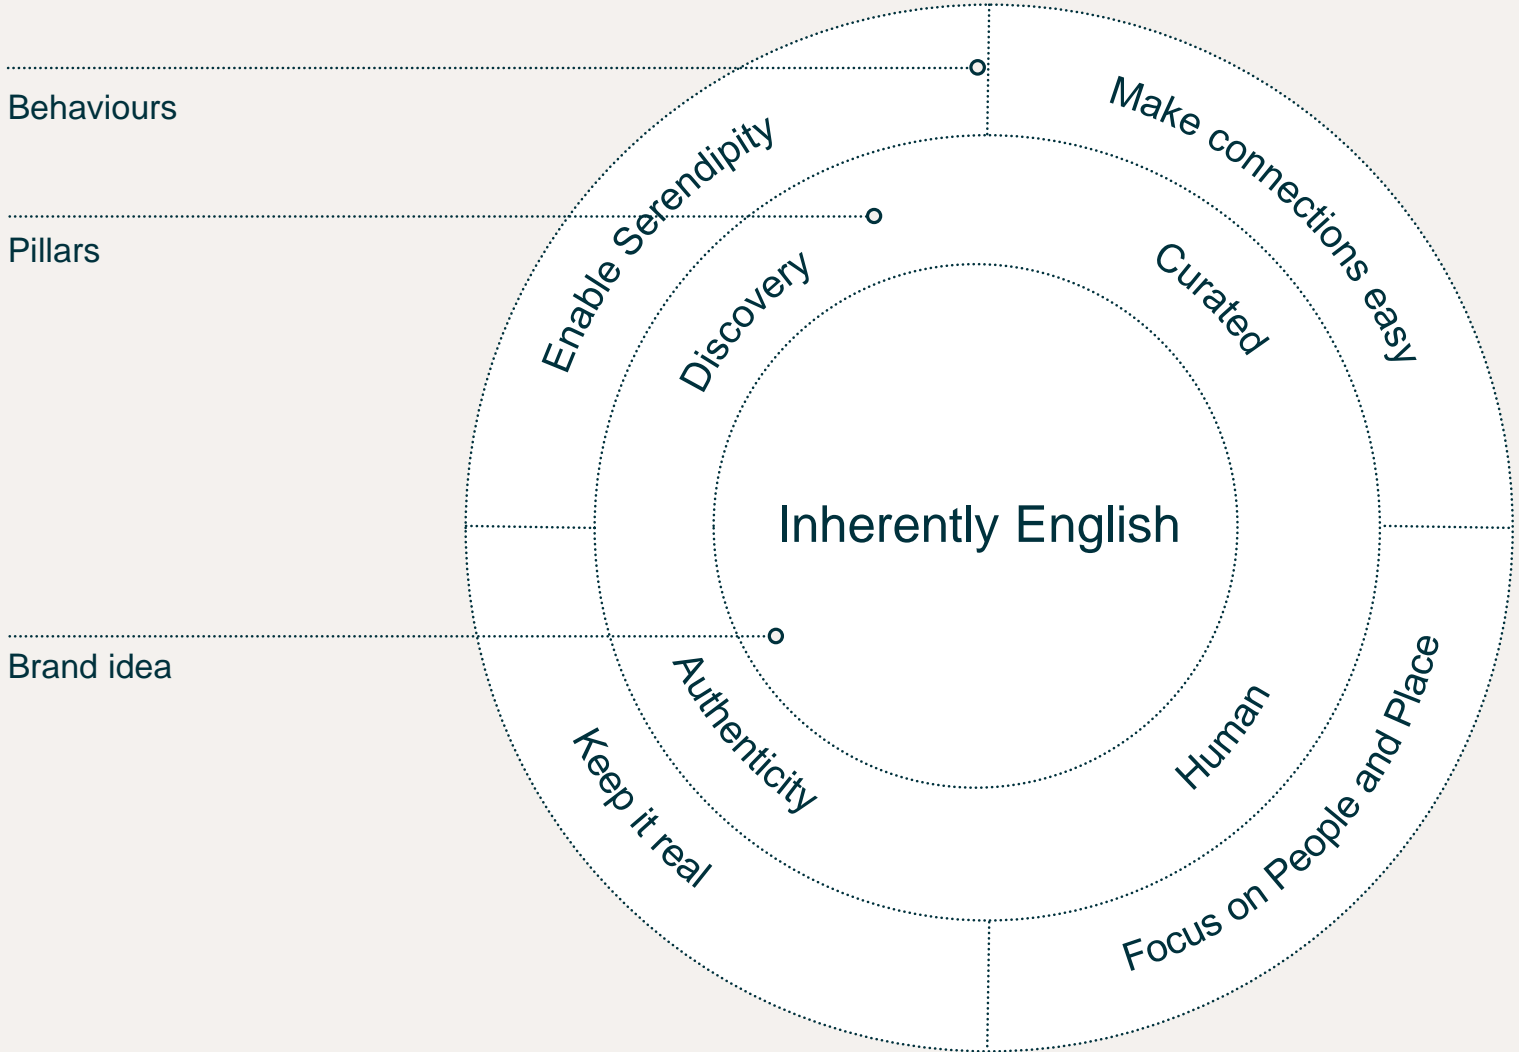 Behaviours
Pillars
Brand idea
Enable Serendipity
Make connections easy
Discovery
Curated
Inherently English
Authenticity
Human
Keep it real
Focus on People and Place